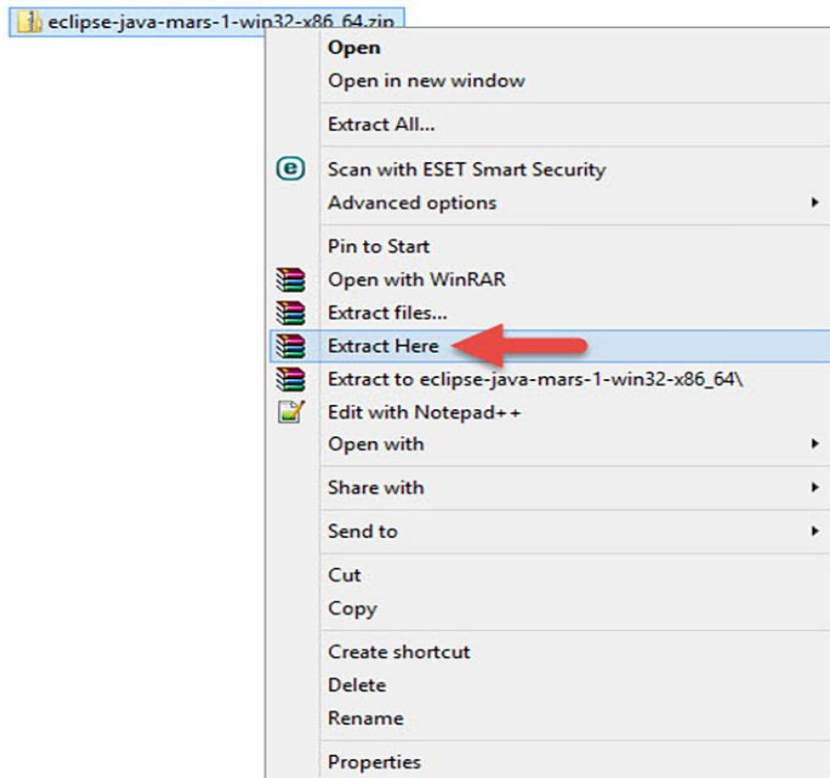 eclipse-java-mars-1-win32-x86_64.zip
Open
Open in new window
Extract All...
Scan with ESET Smart Security
Advanced options
Pin to Start
Open with WinRAR
Extract files...
Extract Here
Extract to eclipse-java-mars-1-win32-x86_64\
Edit with Notepad++
Open with
Share with
Send to
Cut
Copy
Create shortcut
Delete
Rename
Properties